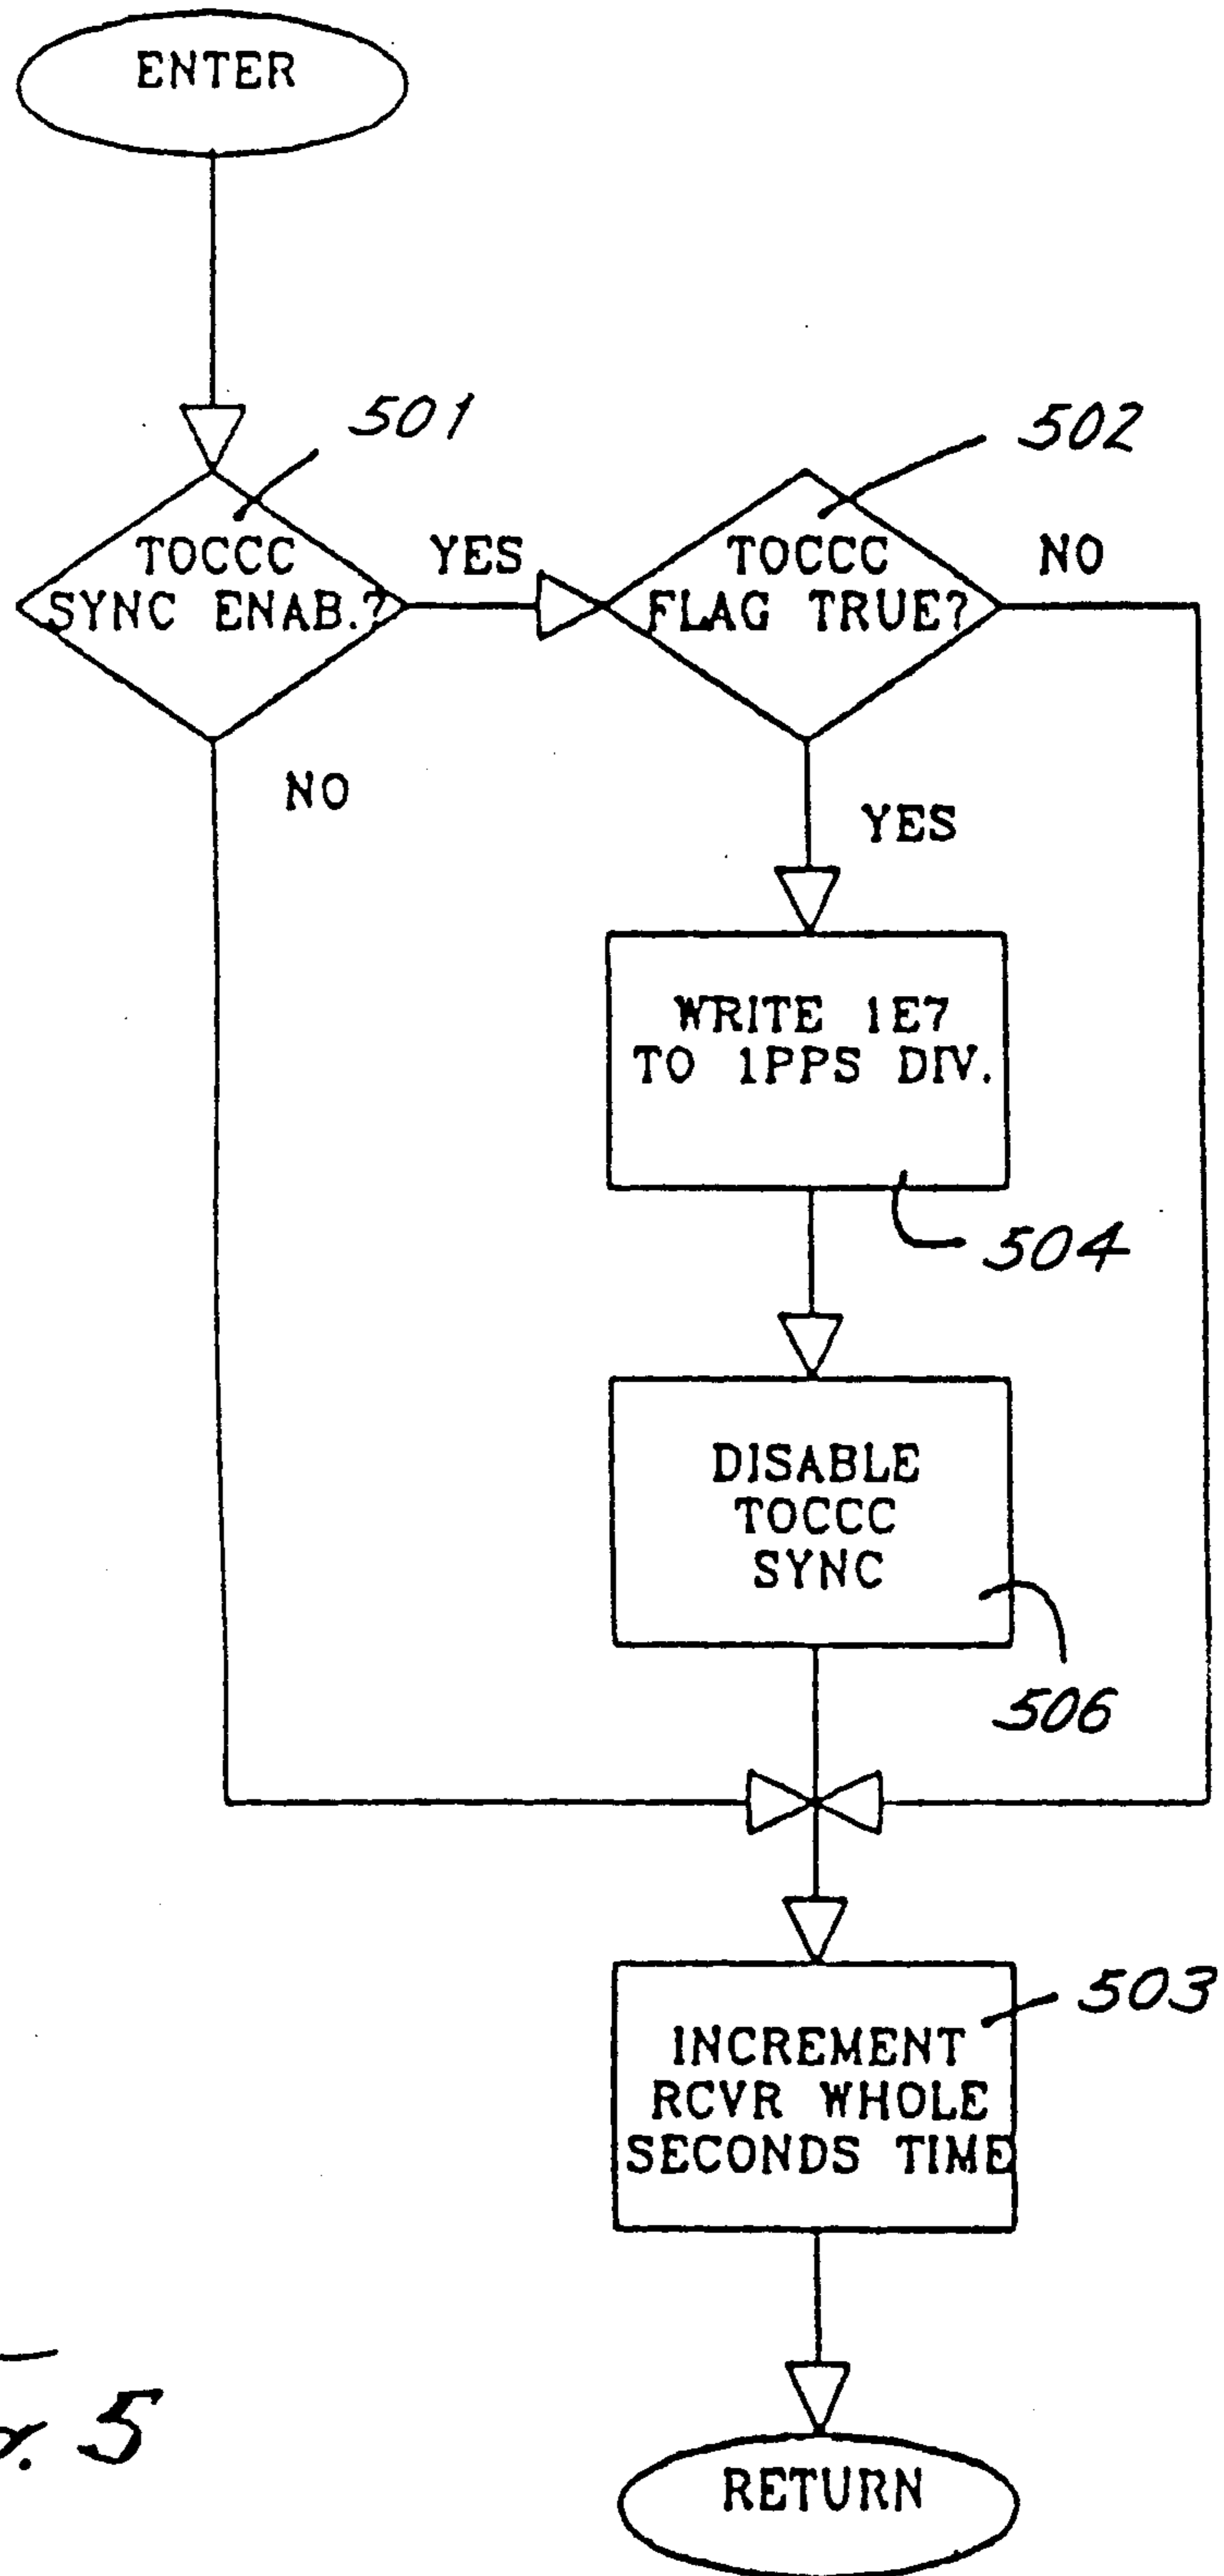 ENTER
501
502
TOCCC
SYNC ENAB.?
YES
TOCCC
FLAG TRUE?
NO
NO
YES
WRITE 1E7
TO 1PPS DIV.
504
DISABLE
TOCCC
SYNC
506
503
INCREMENT
RCVR WHOLE
SECONDS TIME
5
RETURN